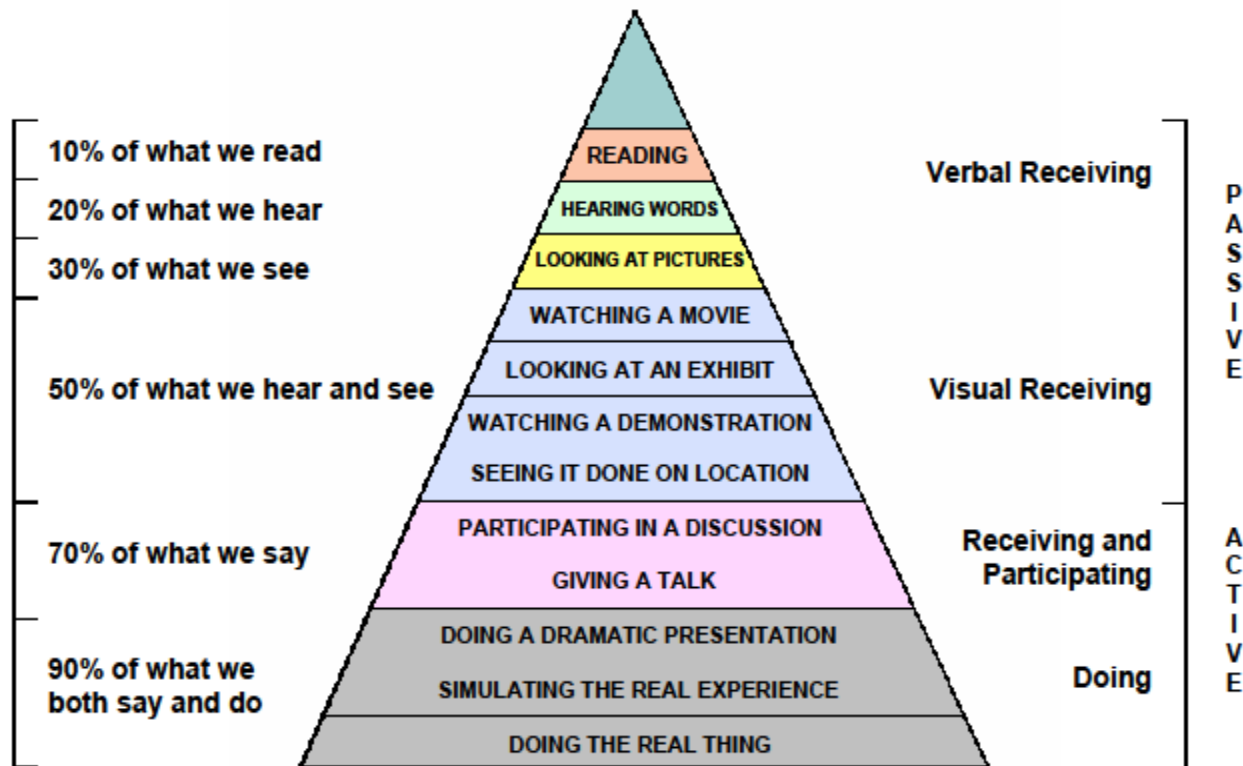 10% of what we read
20% of what we hear
30% of what we see
50% of what we hear and see
70% of what we say
90% of what we
both say and do
READING
HEARING WORDS
LOOKING AT PICTURES
WATCHING A MOVIE
LOOKING AT AN EXHIBIT
WATCHING A DEMONSTRATION
SEEING IT DONE ON LOCATION
PARTICIPATING IN A DISCUSSION
GIVING A TALK
DOING A DRAMATIC PRESENTATION
SIMULATING THE REAL EXPERIENCE
DOING THE REAL THING
Verbal Receiving
Visual Receiving
Receiving and
Participating
Doing
PASSIVE
ACTIVE